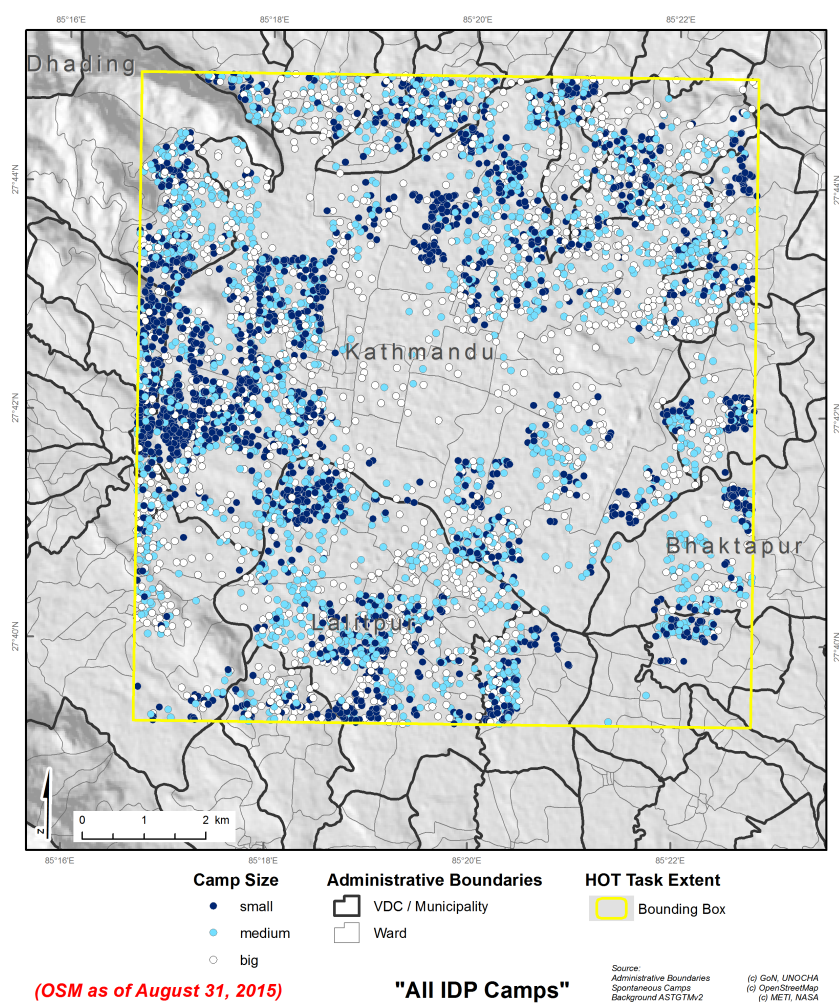 85°16'E 85°18'E 85°20'E 85°22'E
Dhading
27°44'N 27°44'N
Kathmandu
27°42'N 27°42'N
Bhaktapur
Lalitpur
27°40'N 27°40'N
N
0 1 2 km
85°16'E 85°18'E 85°20'E 85°22'E
Camp Size Administrative Boundaries HOT Task Extent
small VDC / Municipality Bounding Box
medium Ward
big
Source:
Administrative Boundaries (c) GoN, UNOCHA
Spontaneous Camps (c) OpenStreetMap
Background ASTGTMv2 (c) METI, NASA
(OSM as of August 31, 2015) "All IDP Camps"